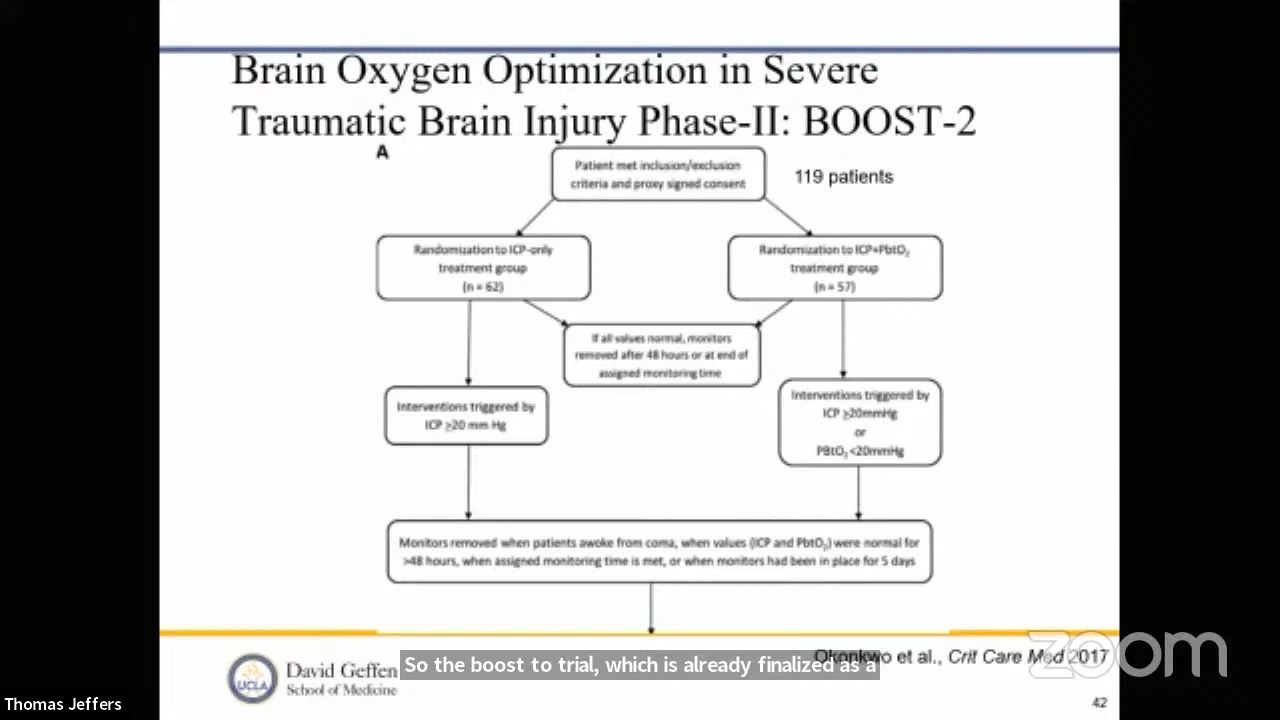 Brain Oxygen Optimization in Severe
Traumatic Brain Injury Phase-II: BOOST-2
A
Patient met inclusion/exclusion
criteria and proxy signed consent
119 patients
Randomization to ICP-only
treatment group
(n = 62)
Randomization to ICP+PbtO₂
treatment group
(n = 57)
If all values normal, monitors
removed after 48 hours or at end of
assigned monitoring time
Interventions triggered by
ICP ≥20 mm Hg
Interventions triggered by
ICP ≥20mmHg
or
PBtO₂ <20mmHg
Monitors removed when patients awoke from coma, when values (ICP and PbtO₂) were normal for
>48 hours, when assigned monitoring time is met, or when monitors had been in place for 5 days
UCLA
David Geffen
School of Medicine
So the boost to trial, which is already finalized as a
Okonkwo et al., Crit Care Med 2017
zoom
42
Thomas Jeffers